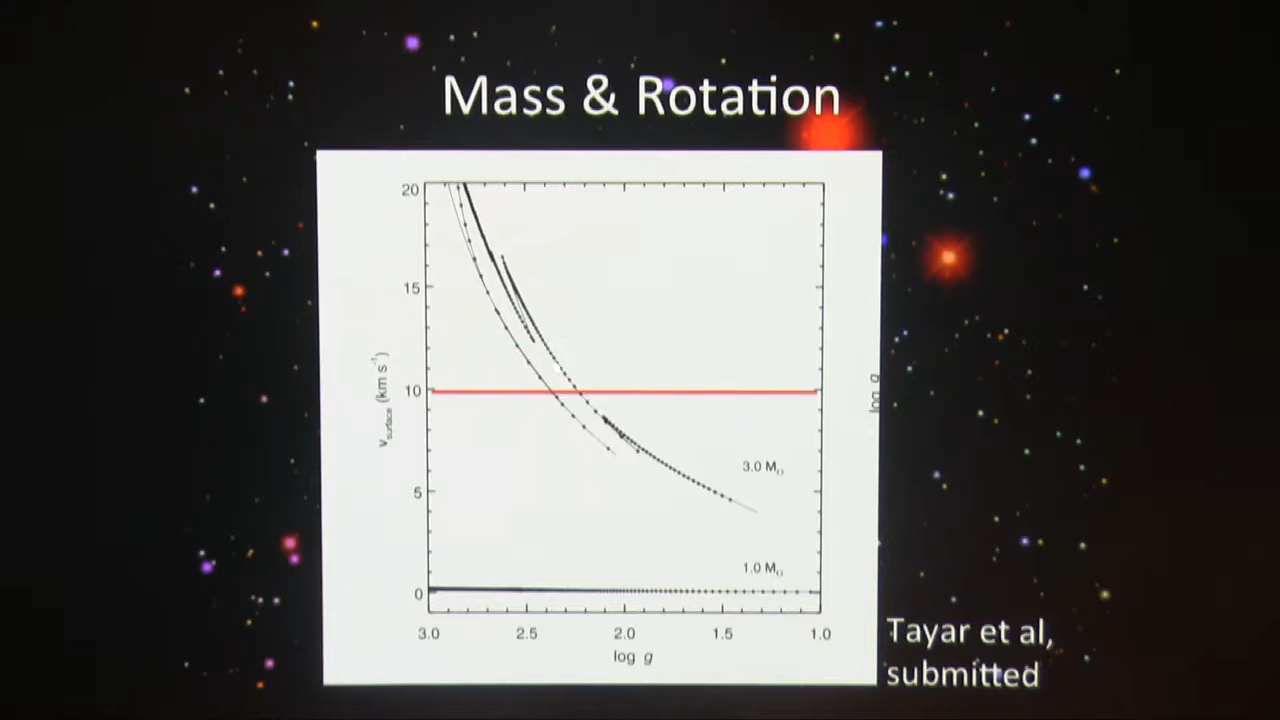 Mass & Rotation
20
15
10
5
0
v surface (km s⁻¹)
3.0 M⊙
1.0 M⊙
3.0 2.5 2.0 1.5 1.0
log g
log g
Tayar et al,
submitted